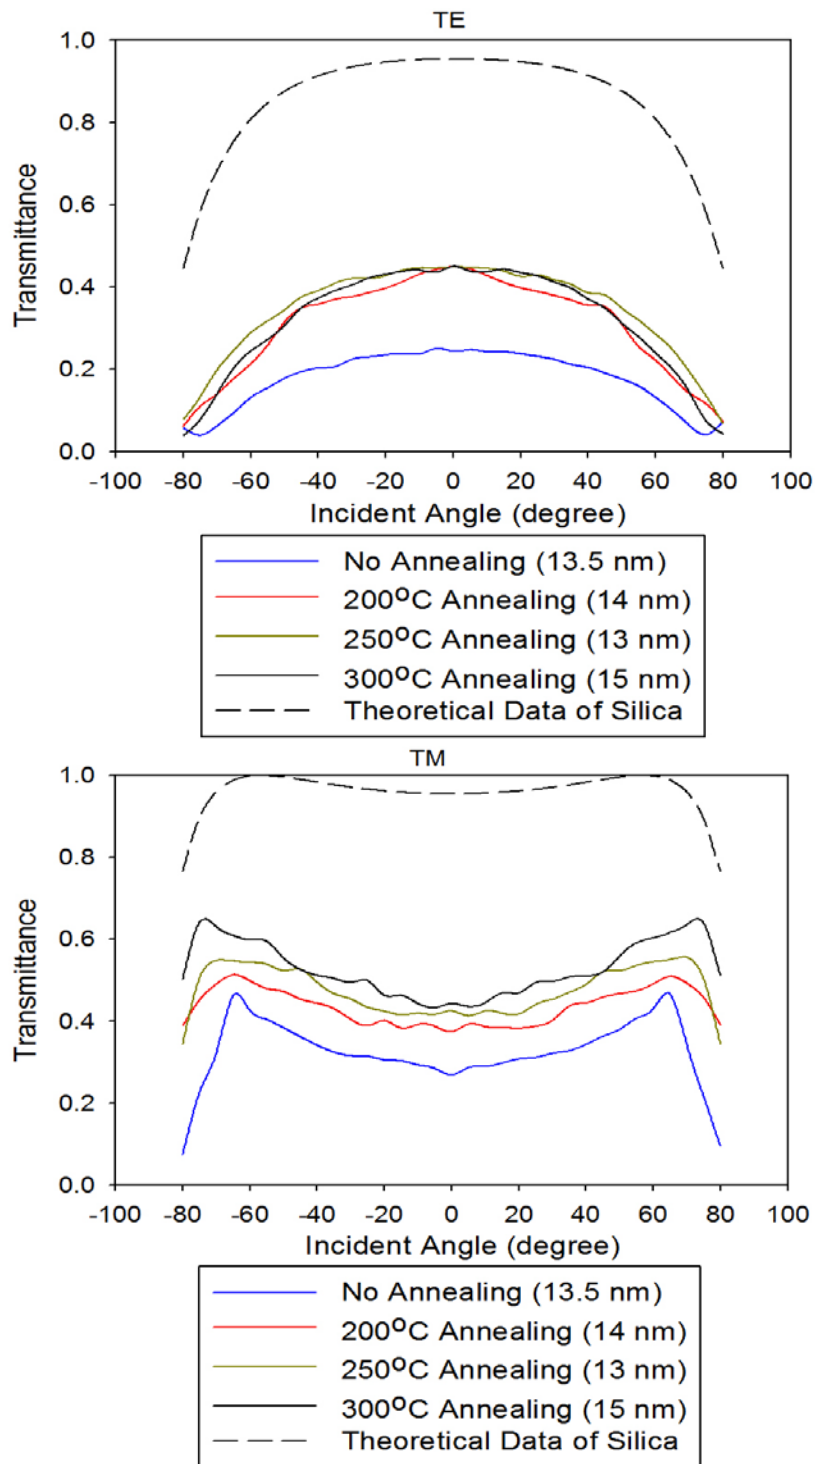 TE
1.0
0.8
0.6
0.4
0.2
0.0
Transmittance
-100 -80 -60 -40 -20 0 20 40 60 80 100
Incident Angle (degree)
No Annealing (13.5 nm)
200ºC Annealing (14 nm)
250ºC Annealing (13 nm)
300ºC Annealing (15 nm)
Theoretical Data of Silica
TM
1.0
0.8
0.6
0.4
0.2
0.0
Transmittance
-100 -80 -60 -40 -20 0 20 40 60 80 100
Incident Angle (degree)
No Annealing (13.5 nm)
200ºC Annealing (14 nm)
250ºC Annealing (13 nm)
300ºC Annealing (15 nm)
Theoretical Data of Silica